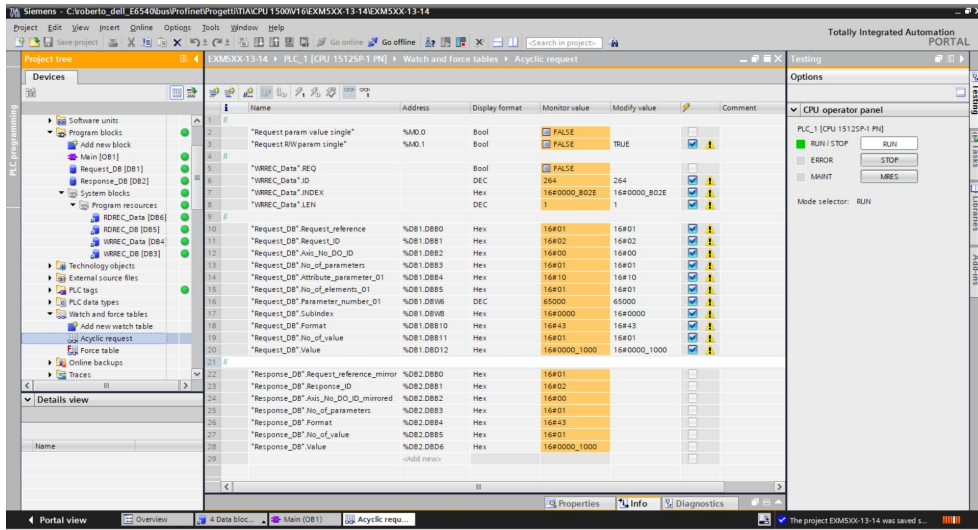 Siemens - C:\roberto_dell_E6540\bus\Profinet\Progetti\TIA\CPU 1500\V16\EXM5XX-13-14\EXM5XX-13-14
Project Edit View Insert Online Options Tools Window Help
Totally Integrated Automation
PORTAL
Save project Go online Go offline <Search in project>
Project tree
EXM5XX-13-14 PLC_1 [CPU 1512SP-1 PN] Watch and force tables Acyclic request
Testing
Devices
Options
PLC programming
Software units
Program blocks
Add new block
Main [OB1]
Request_DB [DB1]
Response_DB [DB2]
System blocks
Program resources
RDREC_Data [DB6]
RDREC_DB [DB5]
WRREC_Data [DB4]
WRREC_DB [DB3]
Technology objects
External source files
PLC tags
PLC data types
Watch and force tables
Add new watch table
Acyclic request
Force table
Online backups
Traces
Details view
Name
i Name Address Display format Monitor value Modify value Comment
1 //
2 "Request param value single" %M0.0 Bool FALSE
3 "Request R/W param single" %M0.1 Bool FALSE TRUE
4 //
5 "WRREC_Data".REQ Bool FALSE
6 "WRREC_Data".ID DEC 264 264
7 "WRREC_Data".INDEX Hex 16#0000_B02E 16#0000_B02E
8 "WRREC_Data".LEN DEC 1 1
9 //
10 "Request_DB".Request_reference %DB1.DBB0 Hex 16#01 16#01
11 "Request_DB".Request_ID %DB1.DBB1 Hex 16#02 16#02
12 "Request_DB".Axis_No_DO_ID %DB1.DBB2 Hex 16#00 16#00
13 "Request_DB".No_of_parameters %DB1.DBB3 Hex 16#01 16#01
14 "Request_DB".Attribute_parameter_01 %DB1.DBB4 Hex 16#10 16#10
15 "Request_DB".No_of_elements_01 %DB1.DBB5 Hex 16#01 16#01
16 "Request_DB".Parameter_number_01 %DB1.DBW6 DEC 65000 65000
17 "Request_DB".SubIndex %DB1.DBW8 Hex 16#0000 16#0000
18 "Request_DB".Format %DB1.DBB10 Hex 16#43 16#43
19 "Request_DB".No_of_value %DB1.DBB11 Hex 16#01 16#01
20 "Request_DB".Value %DB1.DBD12 Hex 16#0000_1000 16#0000_1000
21 //
22 "Response_DB".Request_reference_mirror %DB2.DBB0 Hex 16#01
23 "Response_DB".Response_ID %DB2.DBB1 Hex 16#02
24 "Response_DB".Axis_No_DO_ID_mirrored %DB2.DBB2 Hex 16#00
25 "Response_DB".No_of_parameters %DB2.DBB3 Hex 16#01
26 "Response_DB".Format %DB2.DBB4 Hex 16#43
27 "Response_DB".No_of_value %DB2.DBB5 Hex 16#01
28 "Response_DB".Value %DB2.DBD6 Hex 16#0000_1000
29 <Add new>
CPU operator panel
PLC_1 [CPU 1512SP-1 PN]
RUN / STOP RUN
ERROR STOP
MAINT MRES
Mode selector: RUN
Testing
Tasks
Libraries
Add-ins
Properties Info Diagnostics
Portal view Overview 4 Data bloc... Main (OB1) Acyclic requ... The project EXM5XX-13-14 was saved s...